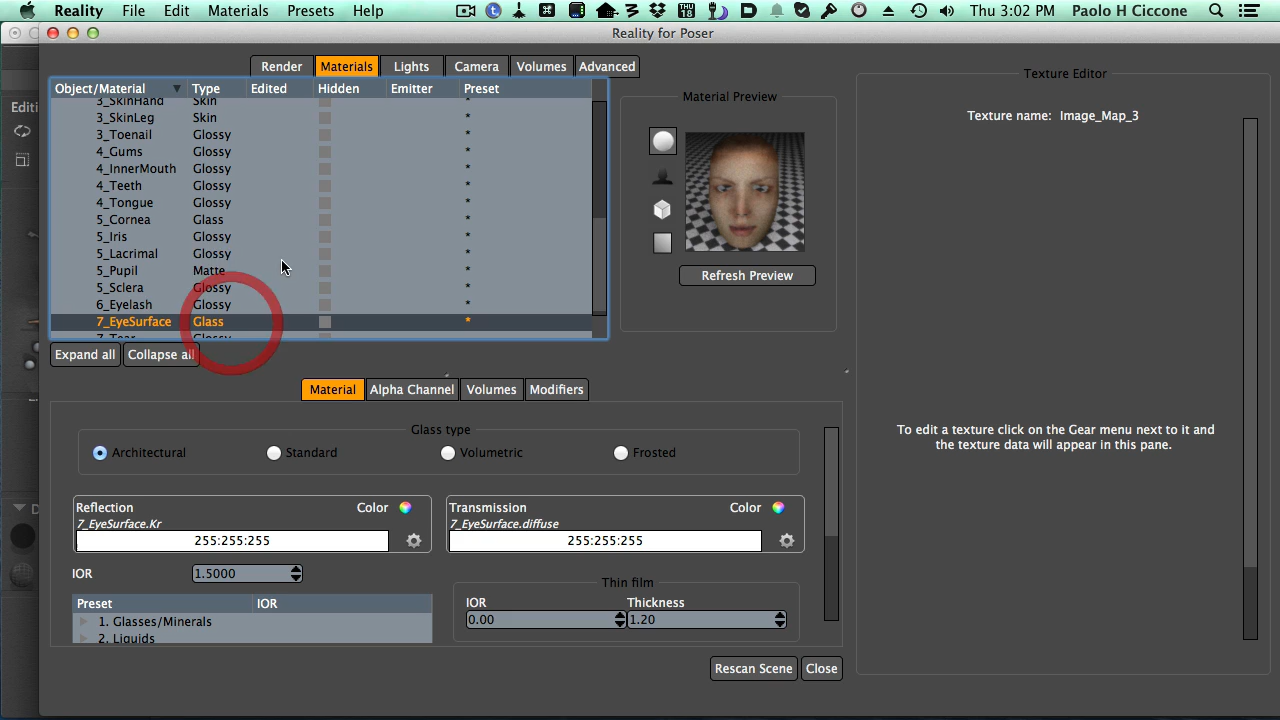 Reality File Edit Materials Presets Help THU 18 Thu 3:02 PM Paolo H Ciccone
Reality for Poser
Render Materials Lights Camera Volumes Advanced
Editi
Object/Material Type Edited Hidden Emitter Preset
3_SkinHand Skin *
3_SkinLeg Skin *
3_Toenail Glossy *
4_Gums Glossy *
4_InnerMouth Glossy *
4_Teeth Glossy *
4_Tongue Glossy *
5_Cornea Glass *
5_Iris Glossy *
5_Lacrimal Glossy *
5_Pupil Matte *
5_Sclera Glossy *
6_Eyelash Glossy *
7_EyeSurface Glass *
7_Tear Glossy
Expand all Collapse all
Material Preview
Refresh Preview
Texture Editor
Texture name: Image_Map_3
To edit a texture click on the Gear menu next to it and
the texture data will appear in this pane.
Material Alpha Channel Volumes Modifiers
Glass type
Architectural Standard Volumetric Frosted
Reflection Color
7_EyeSurface.Kr
255:255:255
Transmission Color
7_EyeSurface.diffuse
255:255:255
IOR 1.5000
Preset IOR
1. Glasses/Minerals
2. Liquids
Thin film
IOR Thickness
0.00 1.20
Rescan Scene Close
D